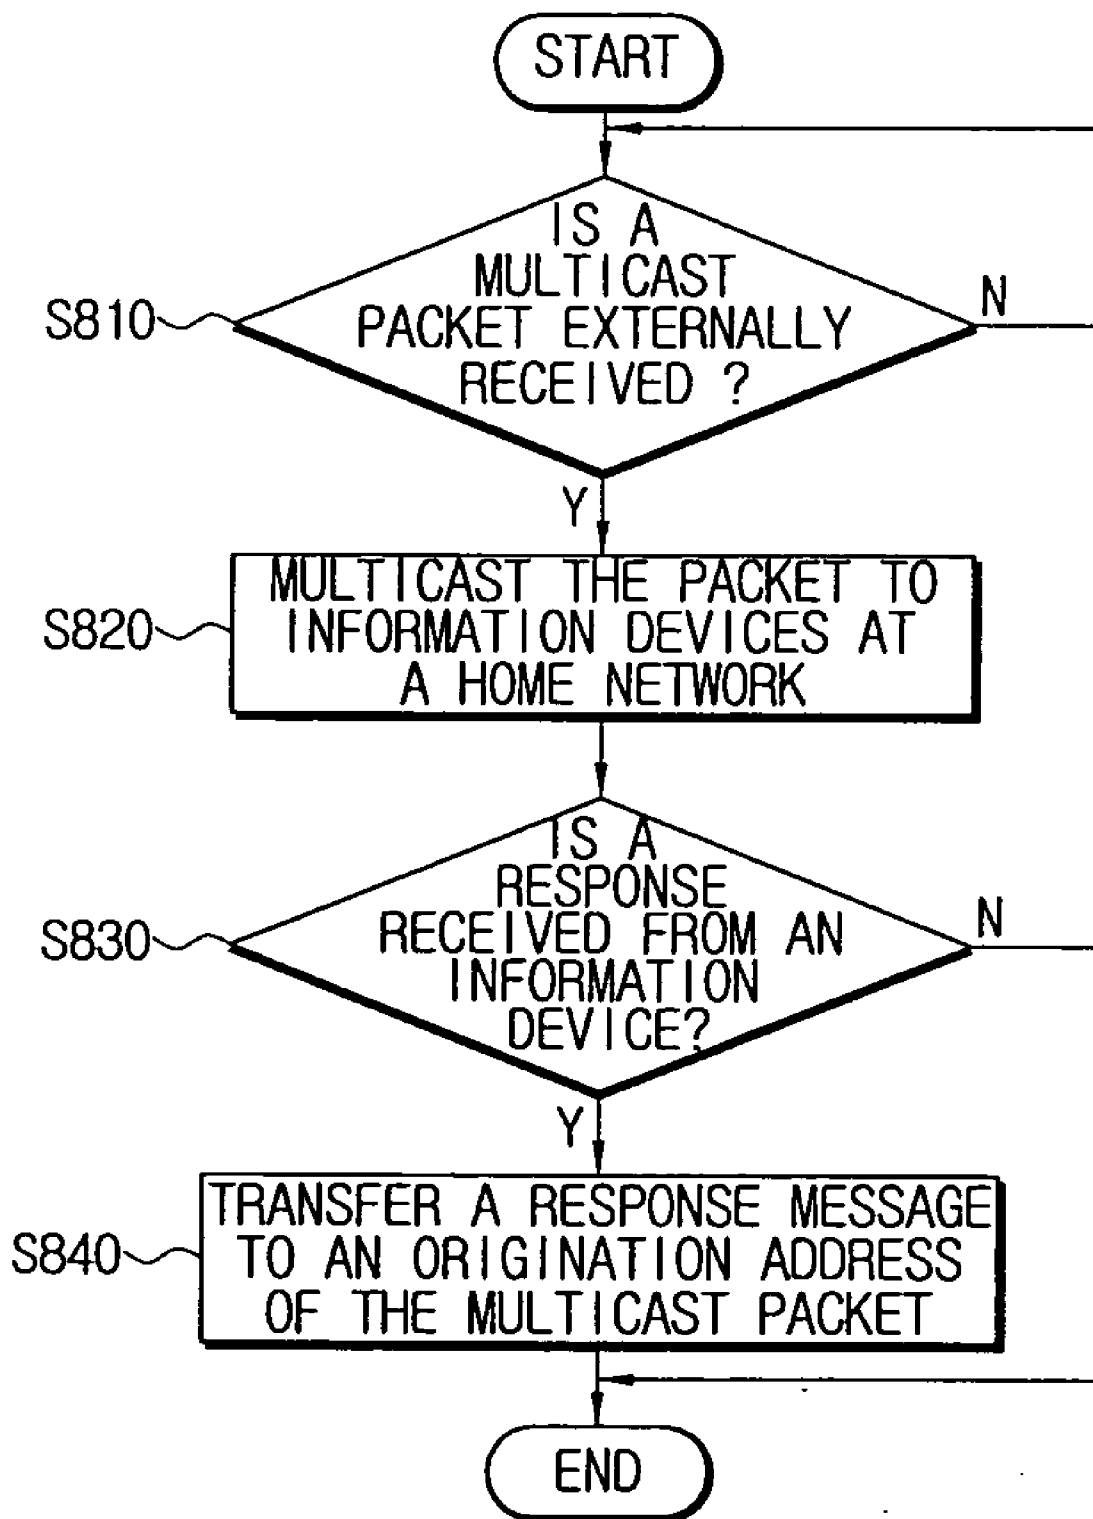 START
IS A
MULTICAST
PACKET EXTERNALLY
RECEIVED ?
N
S810
Y
MULTICAST THE PACKET TO
INFORMATION DEVICES AT
A HOME NETWORK
S820
IS A
RESPONSE
RECEIVED FROM AN
INFORMATION
DEVICE?
N
S830
Y
TRANSFER A RESPONSE MESSAGE
TO AN ORIGINATION ADDRESS
OF THE MULTICAST PACKET
S840
END